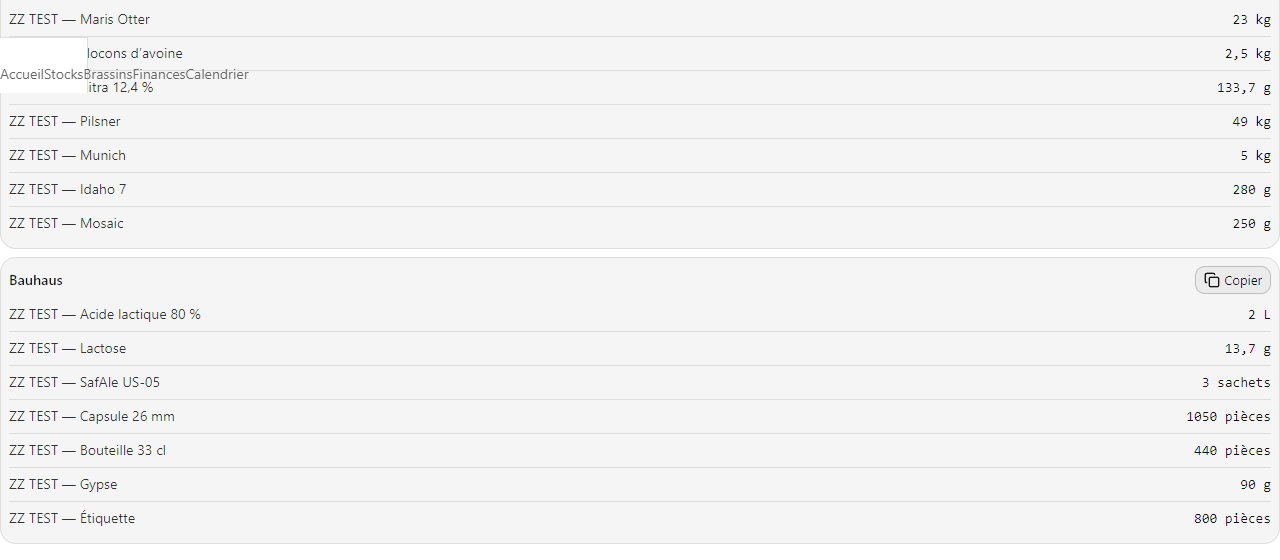 ZZ TEST — Maris Otter 23 kg
locons d'avoine 2,5 kg
AccueilStocksBrassinsFinancesCalendrier
itra 12,4 % 133,7 g
ZZ TEST — Pilsner 49 kg
ZZ TEST — Munich 5 kg
ZZ TEST — Idaho 7 280 g
ZZ TEST — Mosaic 250 g
Bauhaus Copier
ZZ TEST — Acide lactique 80 % 2 L
ZZ TEST — Lactose 13,7 g
ZZ TEST — SafAle US-05 3 sachets
ZZ TEST — Capsule 26 mm 1050 pièces
ZZ TEST — Bouteille 33 cl 440 pièces
ZZ TEST — Gypse 90 g
ZZ TEST — Étiquette 800 pièces